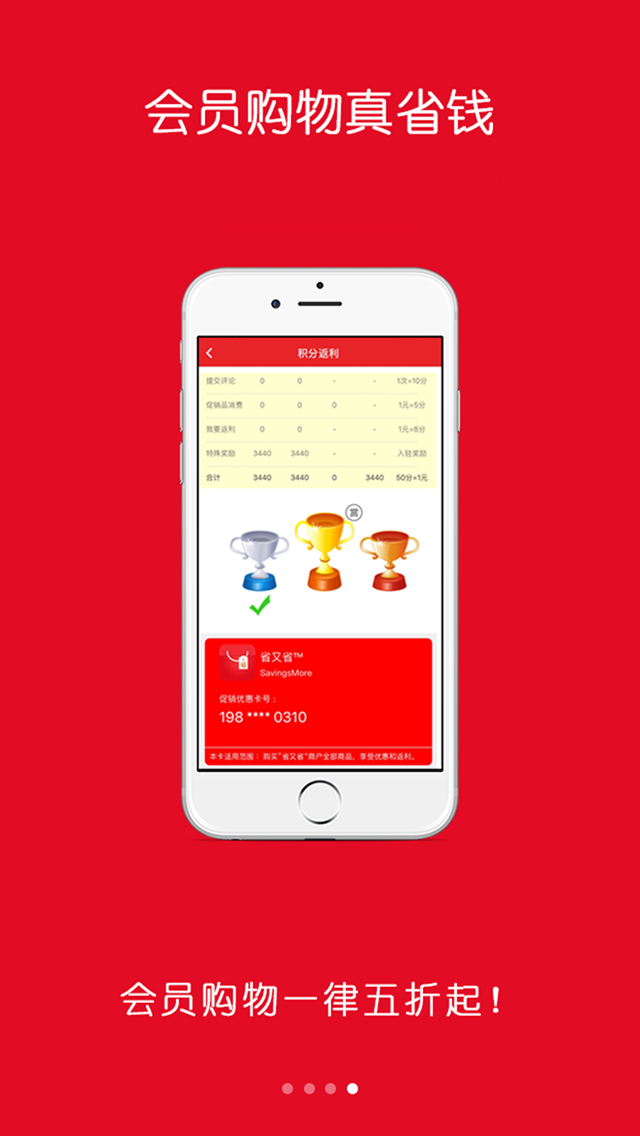 会员购物真省钱
积分返利
提交评论 0 0 - - 1次=10分
促销品消费 0 0 0 - 1元=5分
我要返利 0 0 - - 1元=8分
特殊奖励 3440 3440 - - 入驻奖励
合计 3440 3440 0 3440 50分=1元
赏
省又省™
SavingsMore
促销优惠卡号：
198 **** 0310
本卡适用范围：购买“省又省”商户全部商品、享受优惠和返利。
会员购物一律五折起！